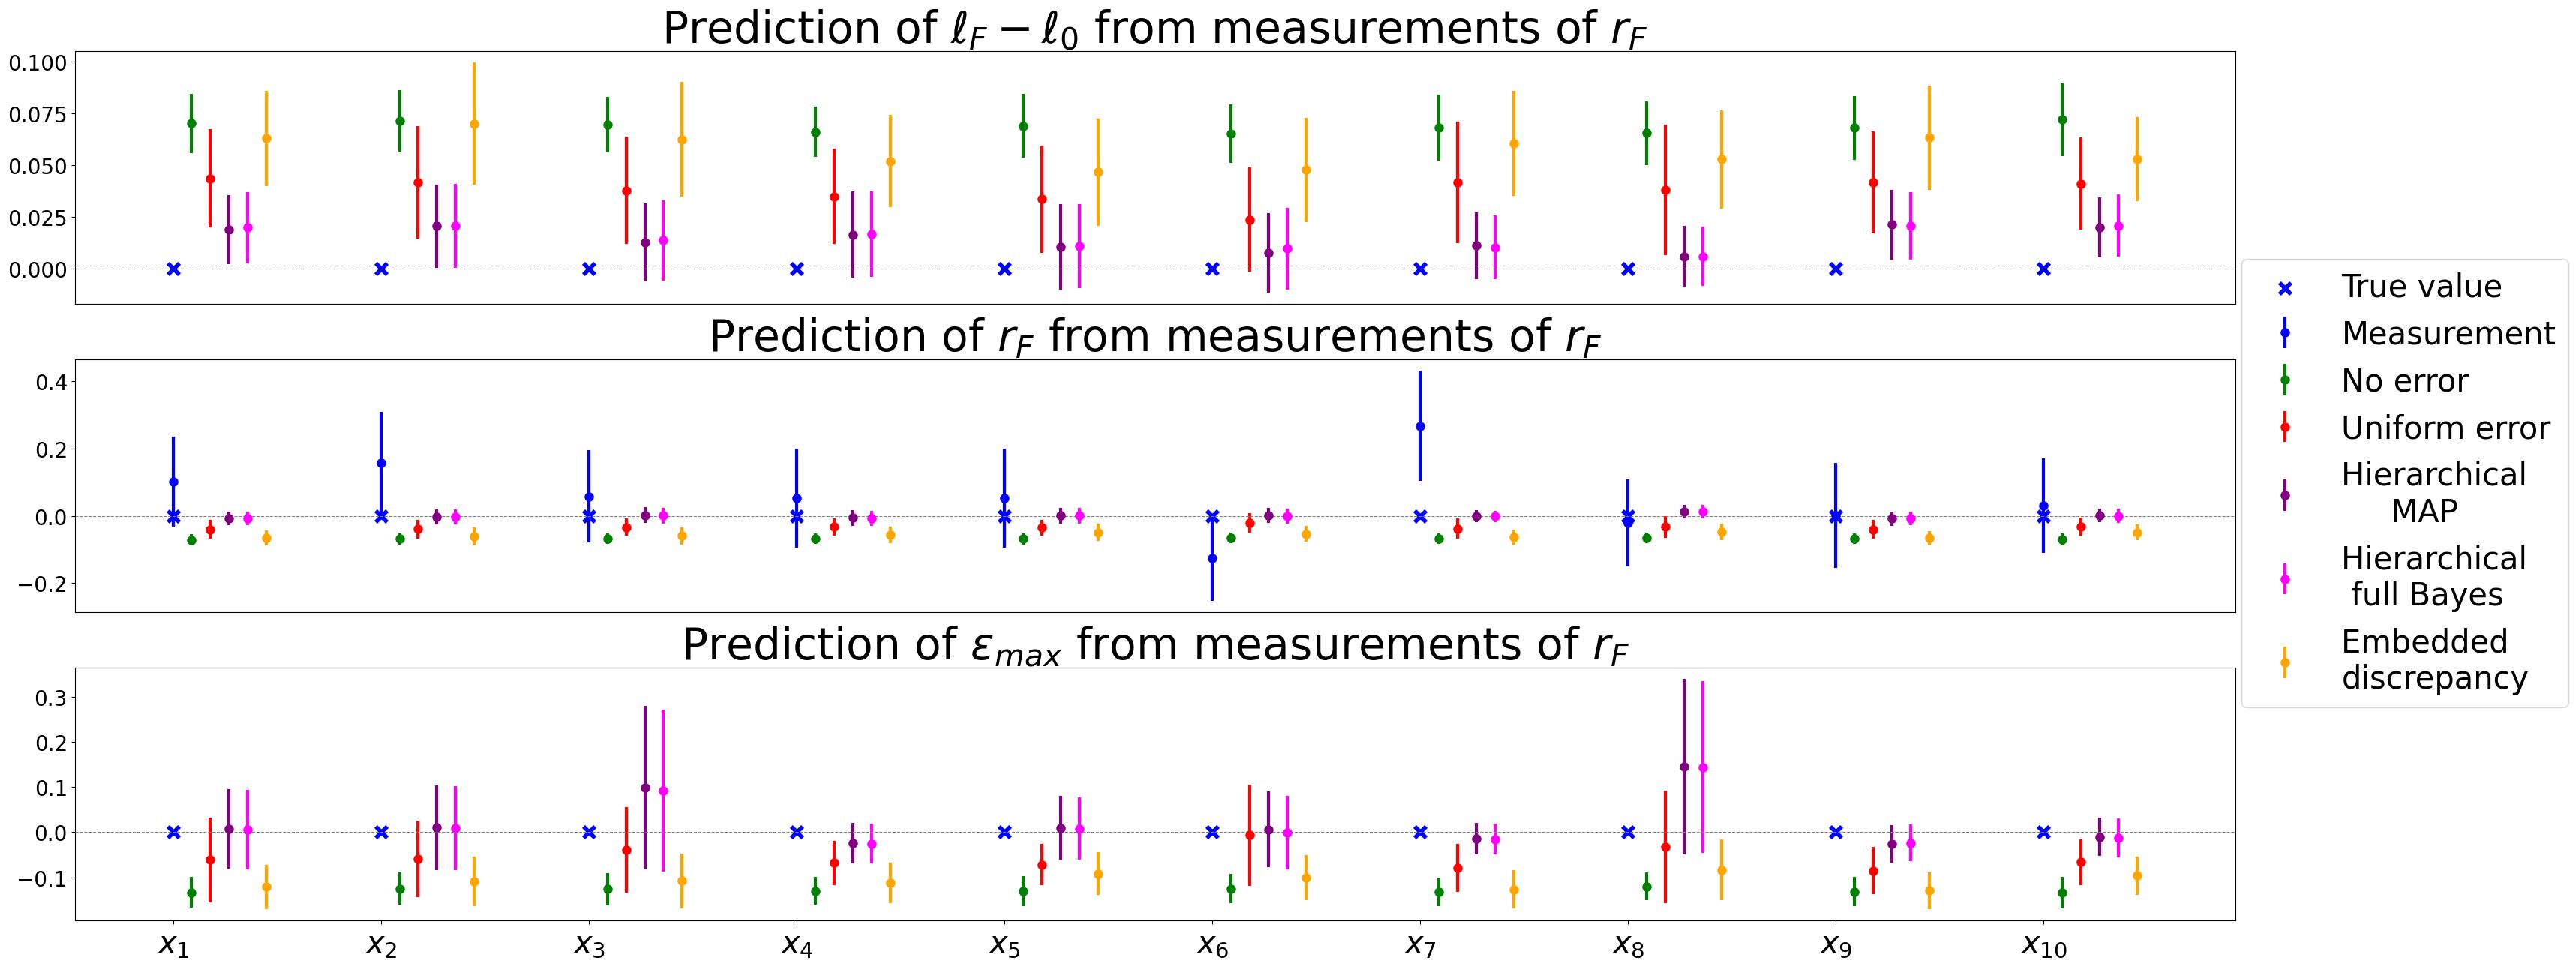 Prediction of ℓ_F − ℓ_0 from measurements of r_F
0.100
0.075
0.050
0.025
0.000
Prediction of r_F from measurements of r_F
0.4
0.2
0.0
−0.2
Prediction of ε_max from measurements of r_F
0.3
0.2
0.1
0.0
−0.1
x_1 x_2 x_3 x_4 x_5 x_6 x_7 x_8 x_9 x_10
True value
Measurement
No error
Uniform error
Hierarchical
MAP
Hierarchical
full Bayes
Embedded
discrepancy